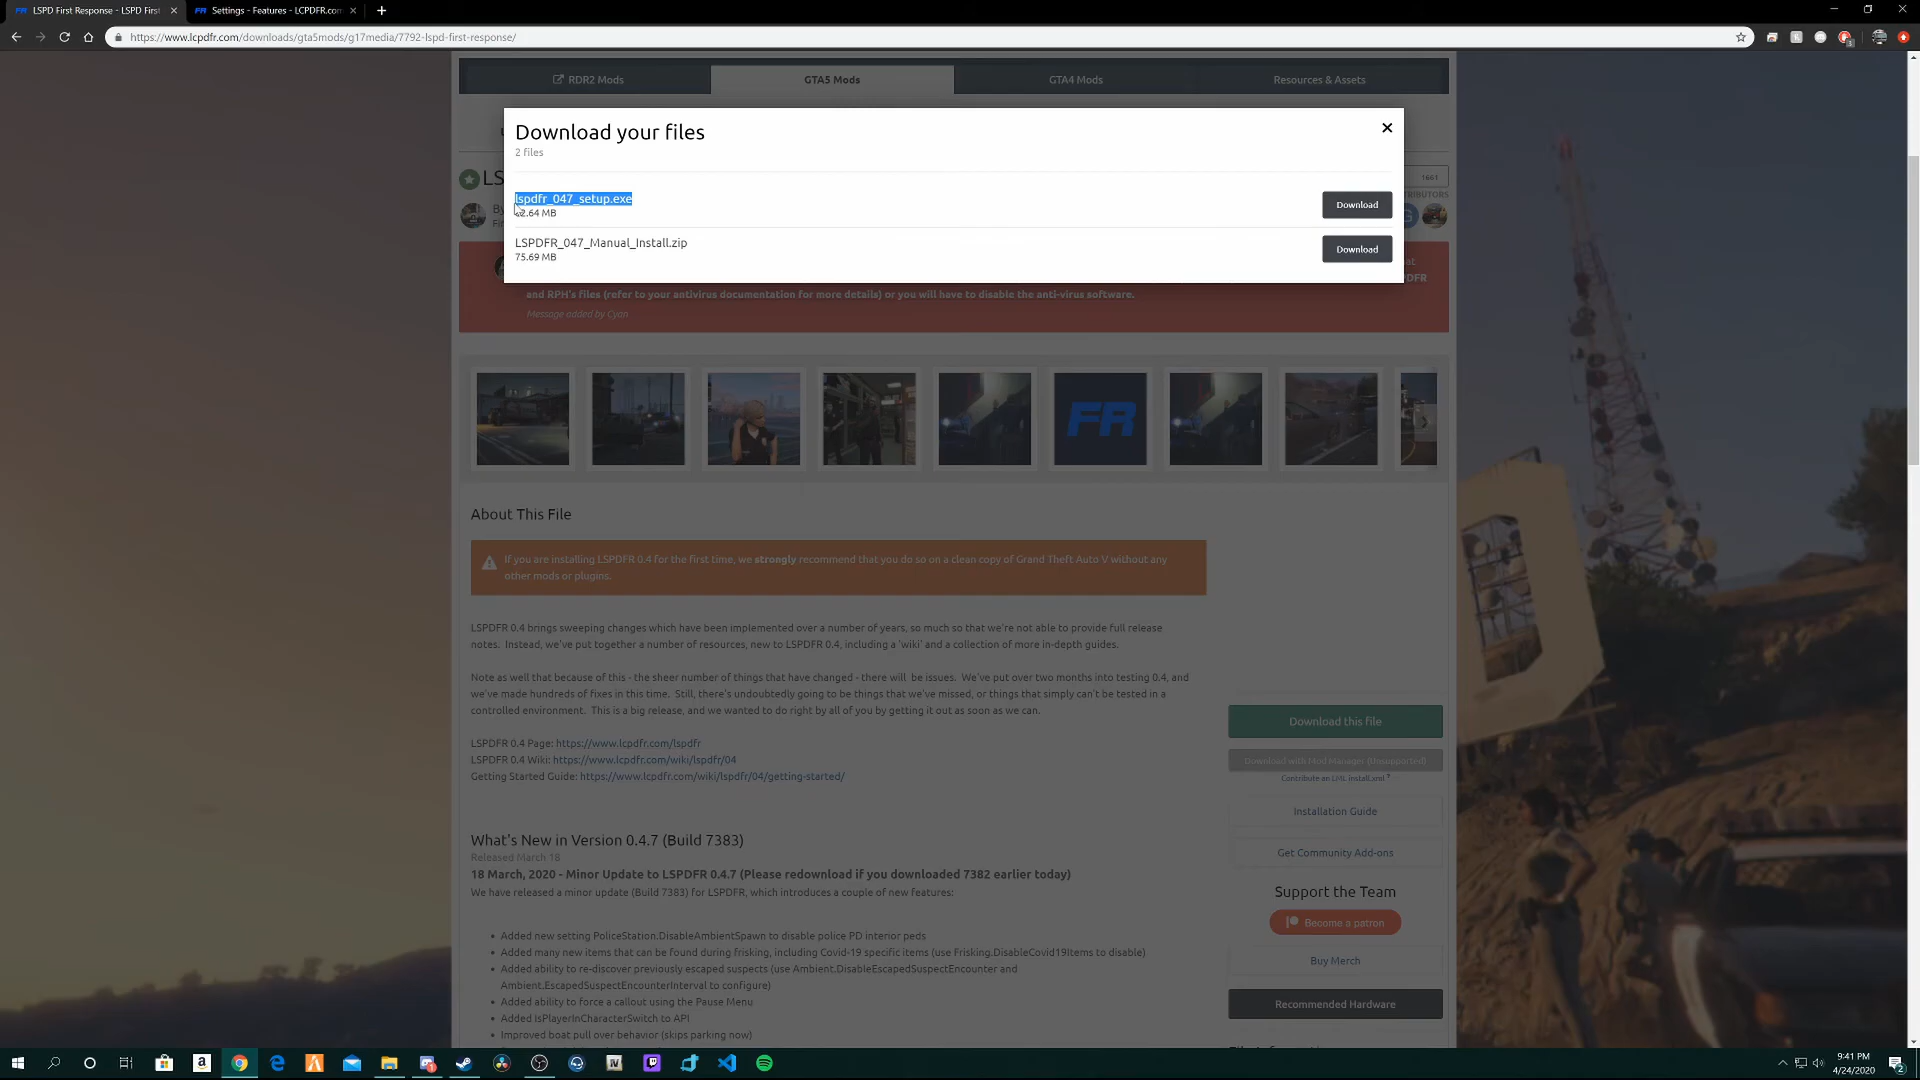 LSPD First Response - LSPD First
Settings - Features - LCPDFR.com
https://www.lcpdfr.com/downloads/gta5mods/g17media/7792-lspd-first-response/
RDR2 Mods
GTA5 Mods
GTA4 Mods
Resources & Assets
Download your files
2 files
lspdfr_047_setup.exe
2.64 MB
Download
LSPDFR_047_Manual_Install.zip
75.69 MB
Download
LS
By
1661
and RPH's files (refer to your antivirus documentation for more details) or you will have to disable the anti-virus software.
Message added by Cyan
FR
About This File
If you are installing LSPDFR 0.4 for the first time, we strongly recommend that you do so on a clean copy of Grand Theft Auto V without any
other mods or plugins.
LSPDFR 0.4 brings sweeping changes which have been implemented over a number of years, so much so that we're not able to provide full release
notes. Instead, we've put together a number of resources, new to LSPDFR 0.4, including a 'wiki' and a collection of more in-depth guides.
Note as well that because of this - the sheer number of things that have changed - there will be issues. We've put over two months into testing 0.4, and
we've made hundreds of fixes in this time. Still, there's undoubtedly going to be things that we've missed, or things that simply can't be tested in a
controlled environment. This is a big release, and we wanted to do right by all of you by getting it out as soon as we can.
LSPDFR 0.4 Page: https://www.lcpdfr.com/lspdfr
LSPDFR 0.4 Wiki: https://www.lcpdfr.com/wiki/lspdfr/04
Getting Started Guide: https://www.lcpdfr.com/wiki/lspdfr/04/getting-started/
What's New in Version 0.4.7 (Build 7383)
Released March 18
18 March, 2020 - Minor Update to LSPDFR 0.4.7 (Please redownload if you downloaded 7382 earlier today)
We have released a minor update (Build 7383) for LSPDFR, which introduces a couple of new features:
• Added new setting PoliceStation.DisableAmbientSpawn to disable police PD interior peds
• Added many new items that can be found during frisking, including Covid-19 specific items (use Frisking.DisableCovid19Items to disable)
• Added ability to re-discover previously escaped suspects (use Ambient.DisableEscapedSuspectEncounter and
Ambient.EscapedSuspectEncounterInterval to configure)
• Added ability to force a callout using the Pause Menu
• Added IsPlayerInCharacterSwitch to API
• Improved boat pull over behavior (skips parking now)
Download this file
Download with Mod Manager (Unsupported)
Contribute an LML install.xml
Installation Guide
Get Community Add-ons
Support the Team
Become a patron
Buy Merch
Recommended Hardware
9:41 PM
4/24/2020